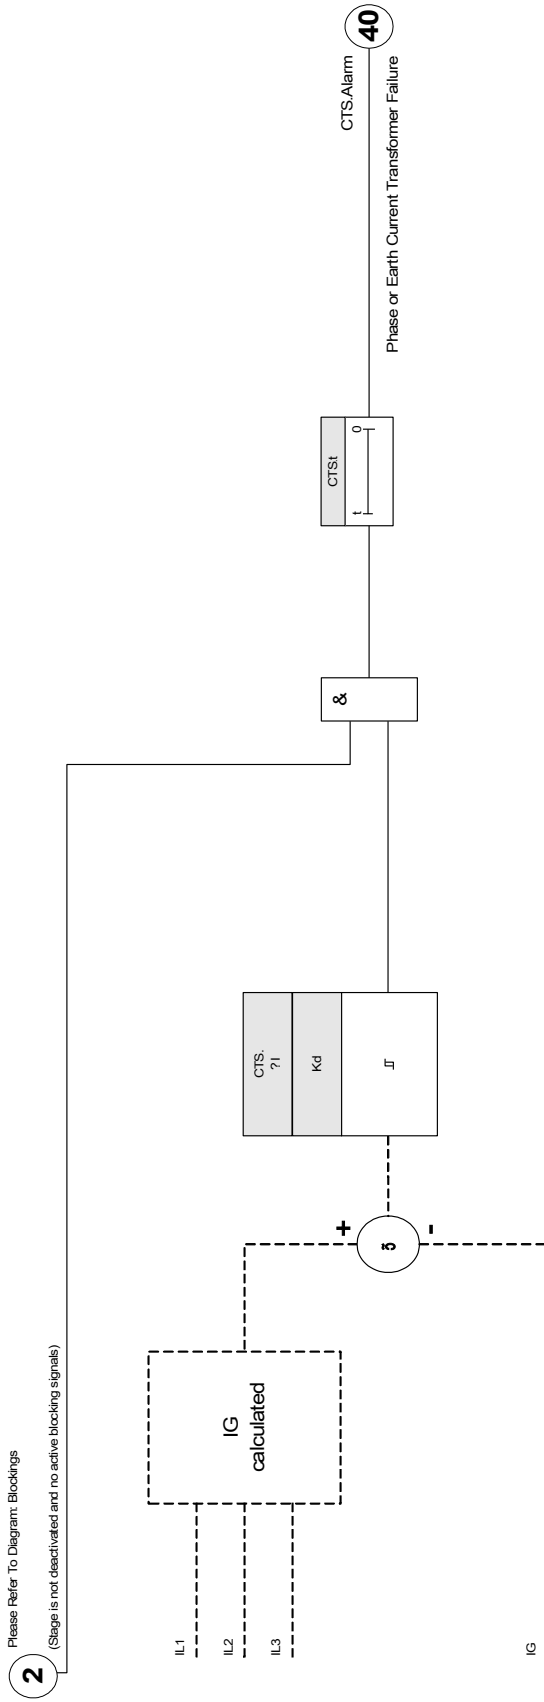 2
Please Refer To Diagram: Blockings
(Stage is not deactivated and no active blocking signals)
IL1
IL2
IL3
IG
calculated
IG
+
-
CTS.
?I
Kd
&
CTS.t
t
0
CTS.Alarm
40
Phase or Earth Current Transformer Failure